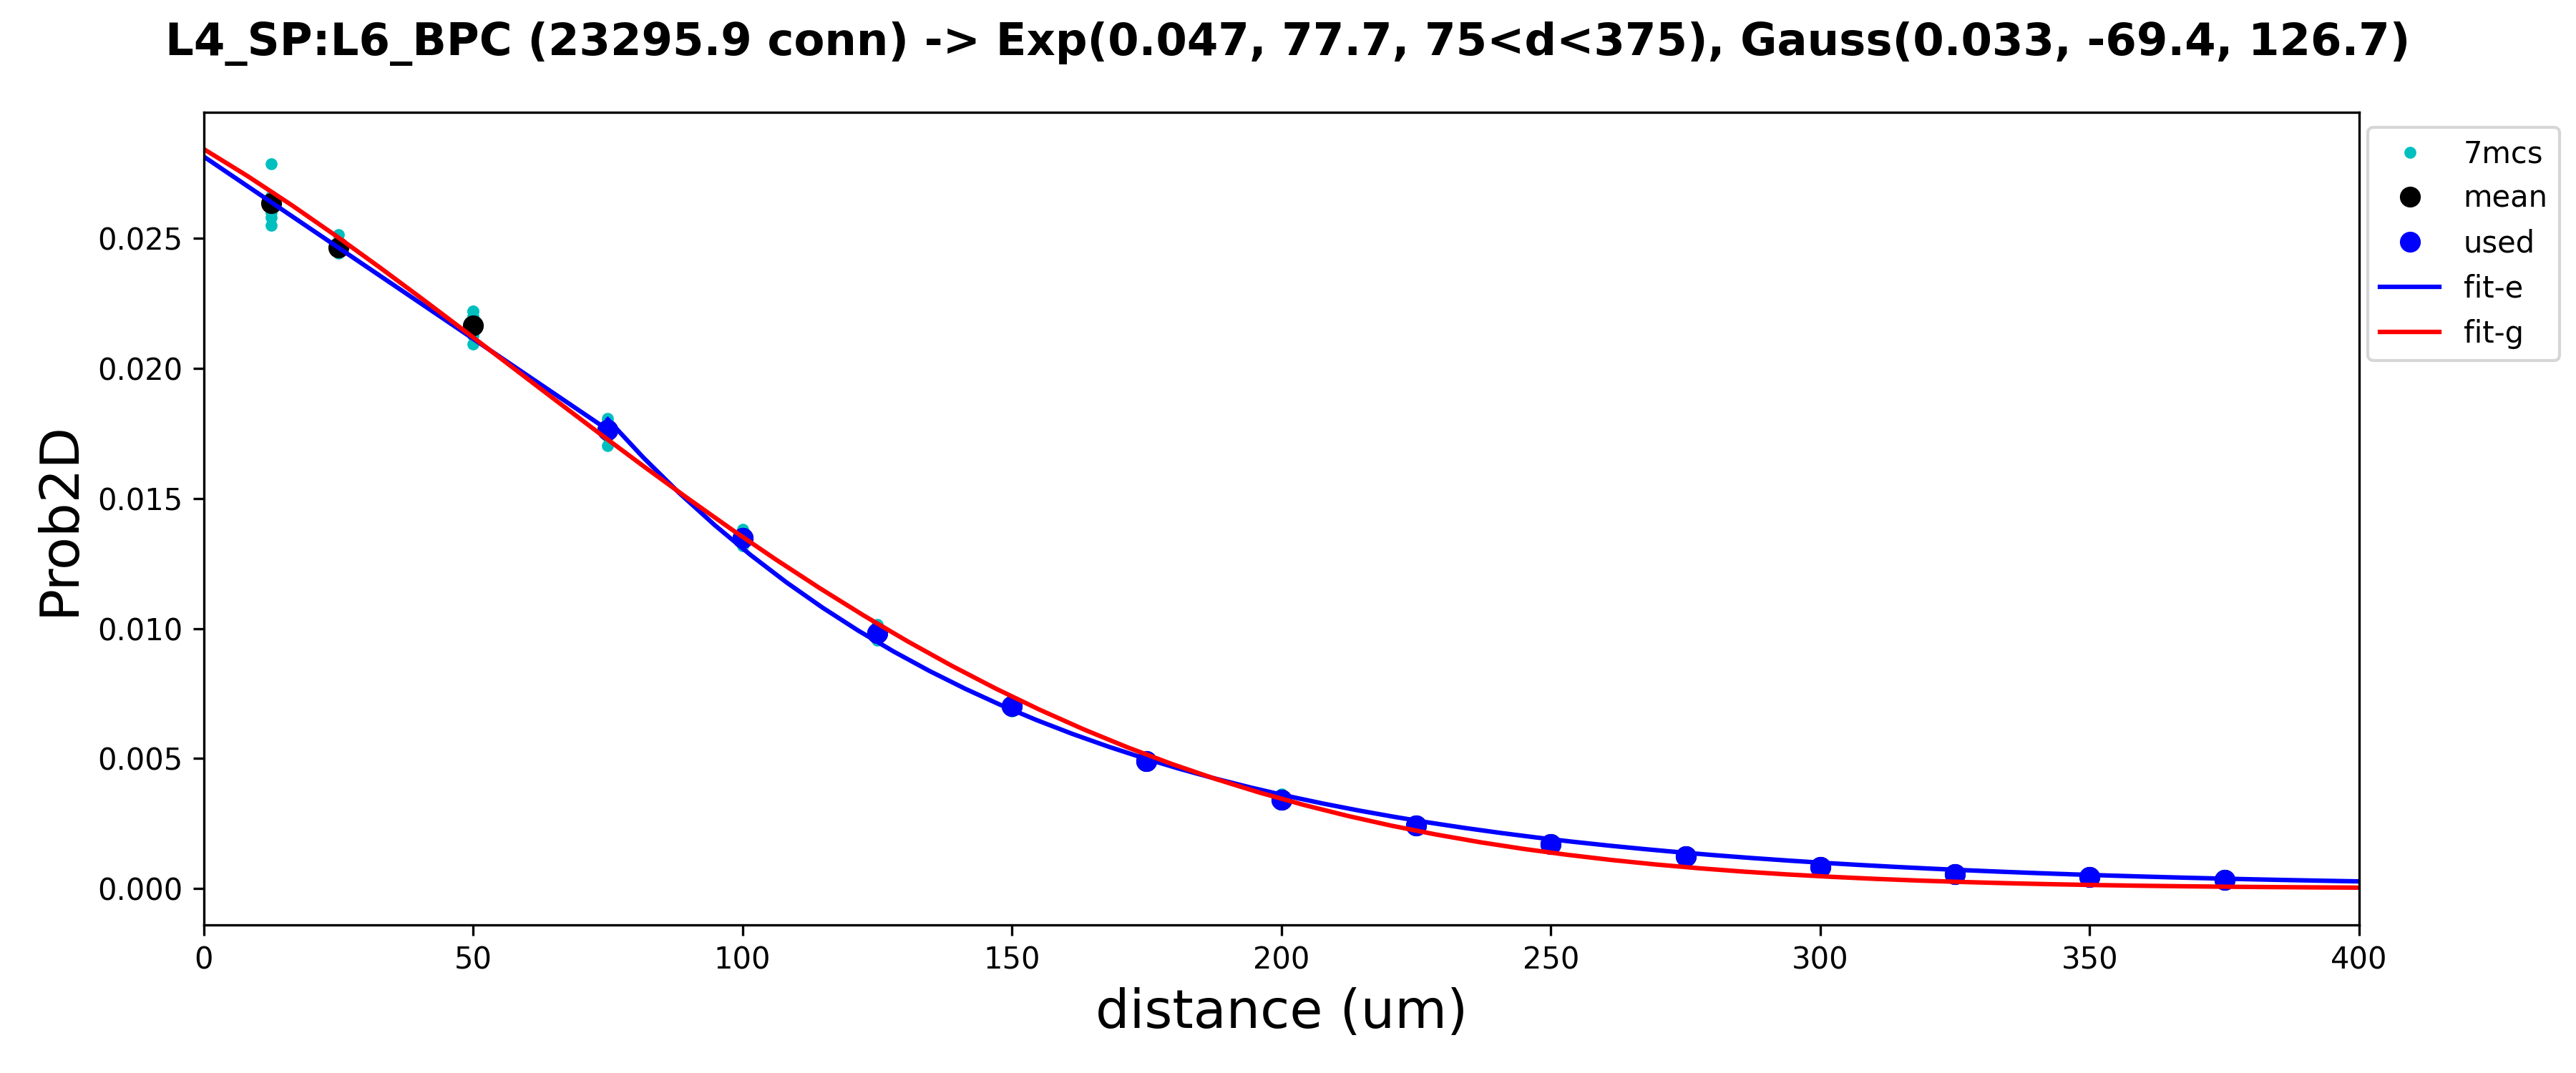 L4_SP:L6_BPC (23295.9 conn) -> Exp(0.047, 77.7, 75<d<375), Gauss(0.033, -69.4, 126.7)
7mcs
mean
used
fit-e
fit-g
Prob2D
0.025
0.020
0.015
0.010
0.005
0.000
0 50 100 150 200 250 300 350 400
distance (um)